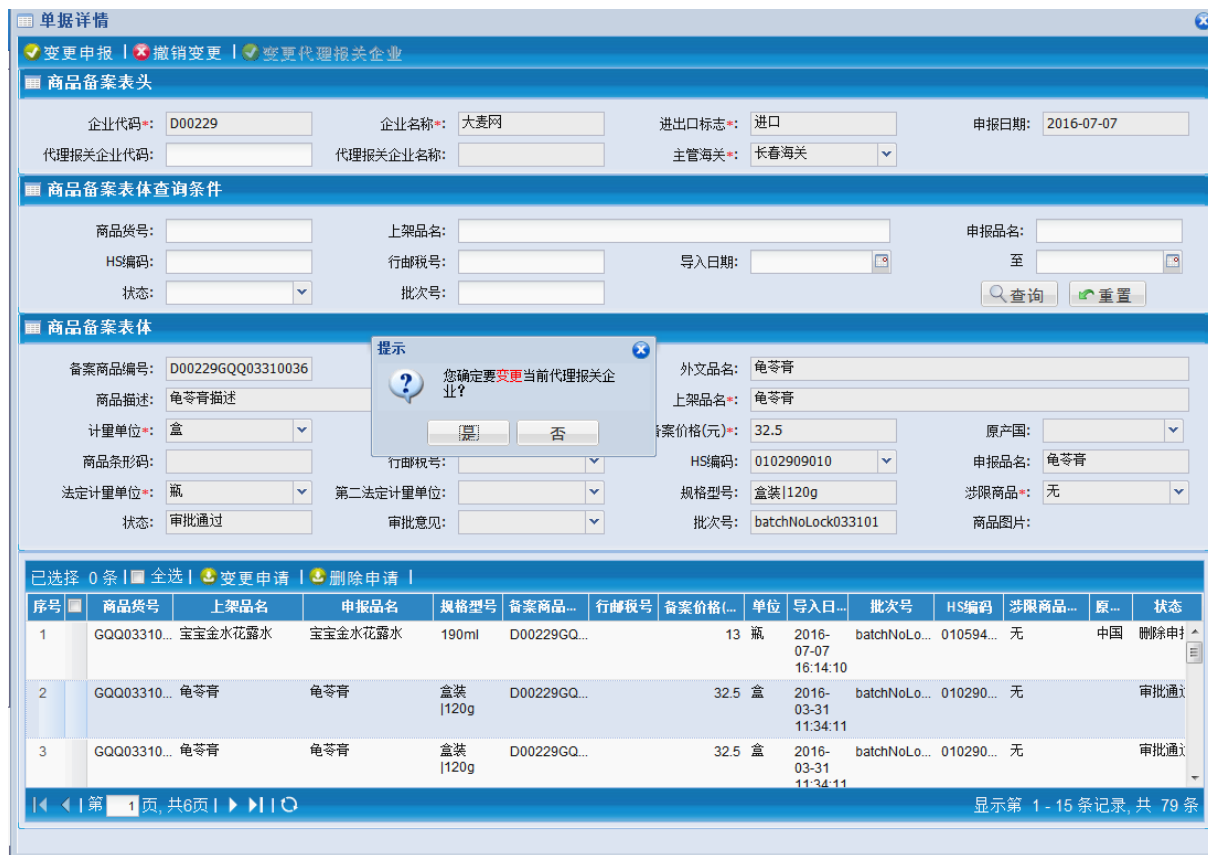 单据详情
变更申报 | 撤销变更 | 变更代理报关企业
商品备案表头
企业代码*: D00229 企业名称*: 大麦网 进出口标志*: 进口 申报日期: 2016-07-07
代理报关企业代码: 代理报关企业名称: 主管海关*: 长春海关
商品备案表体查询条件
商品货号: 上架品名: 申报品名:
HS编码: 行邮税号: 导入日期: 至
状态: 批次号: 查询 重置
商品备案表体
备案商品编号: D00229GQQ03310036 外文品名: 龟苓膏
商品描述: 龟苓膏描述 上架品名*: 龟苓膏
计量单位*: 盒 备案价格(元)*: 32.5 原产国:
商品条形码: 行邮税号: HS编码: 0102909010 申报品名: 龟苓膏
法定计量单位*: 瓶 第二法定计量单位: 规格型号: 盒装|120g 涉限商品*: 无
状态: 审批通过 审批意见: 批次号: batchNoLock033101 商品图片:
提示
您确定要变更当前代理报关企
业?
是 否
已选择 0 条 | 全选 | 变更申请 | 删除申请 |
序号 商品货号 上架品名 申报品名 规格型号 备案商品... 行邮税号 备案价格(... 单位 导入日... 批次号 HS编码 涉限商品... 原... 状态
1 GQQ03310... 宝宝金水花露水 宝宝金水花露水 190ml D00229GQ... 13 瓶 2016- batchNoLo... 010594... 无 中国 删除申
07-07
16:14:10
2 GQQ03310... 龟苓膏 龟苓膏 盒装 D00229GQ... 32.5 盒 2016- batchNoLo... 010290... 无 审批通
|120g 03-31
11:34:11
3 GQQ03310... 龟苓膏 龟苓膏 盒装 D00229GQ... 32.5 盒 2016- batchNoLo... 010290... 无 审批通
|120g 03-31
11:34:11
第 1 页, 共6页 | 显示第 1 - 15 条记录, 共 79 条